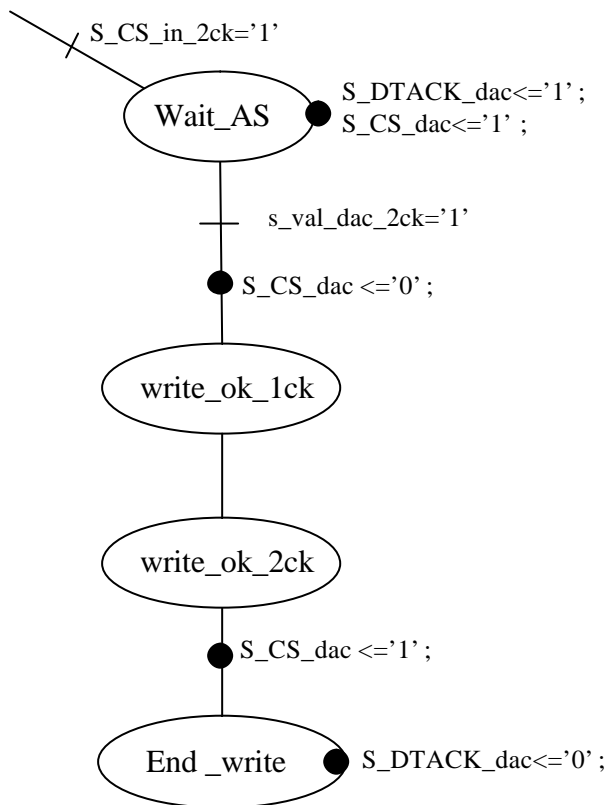 S_CS_in_2ck=’1’
Wait_AS
S_DTACK_dac<=’1’ ;
S_CS_dac<=’1’ ;
s_val_dac_2ck=’1’
S_CS_dac <=’0’ ;
write_ok_1ck
write_ok_2ck
S_CS_dac <=’1’ ;
End _write
S_DTACK_dac<=’0’ ;